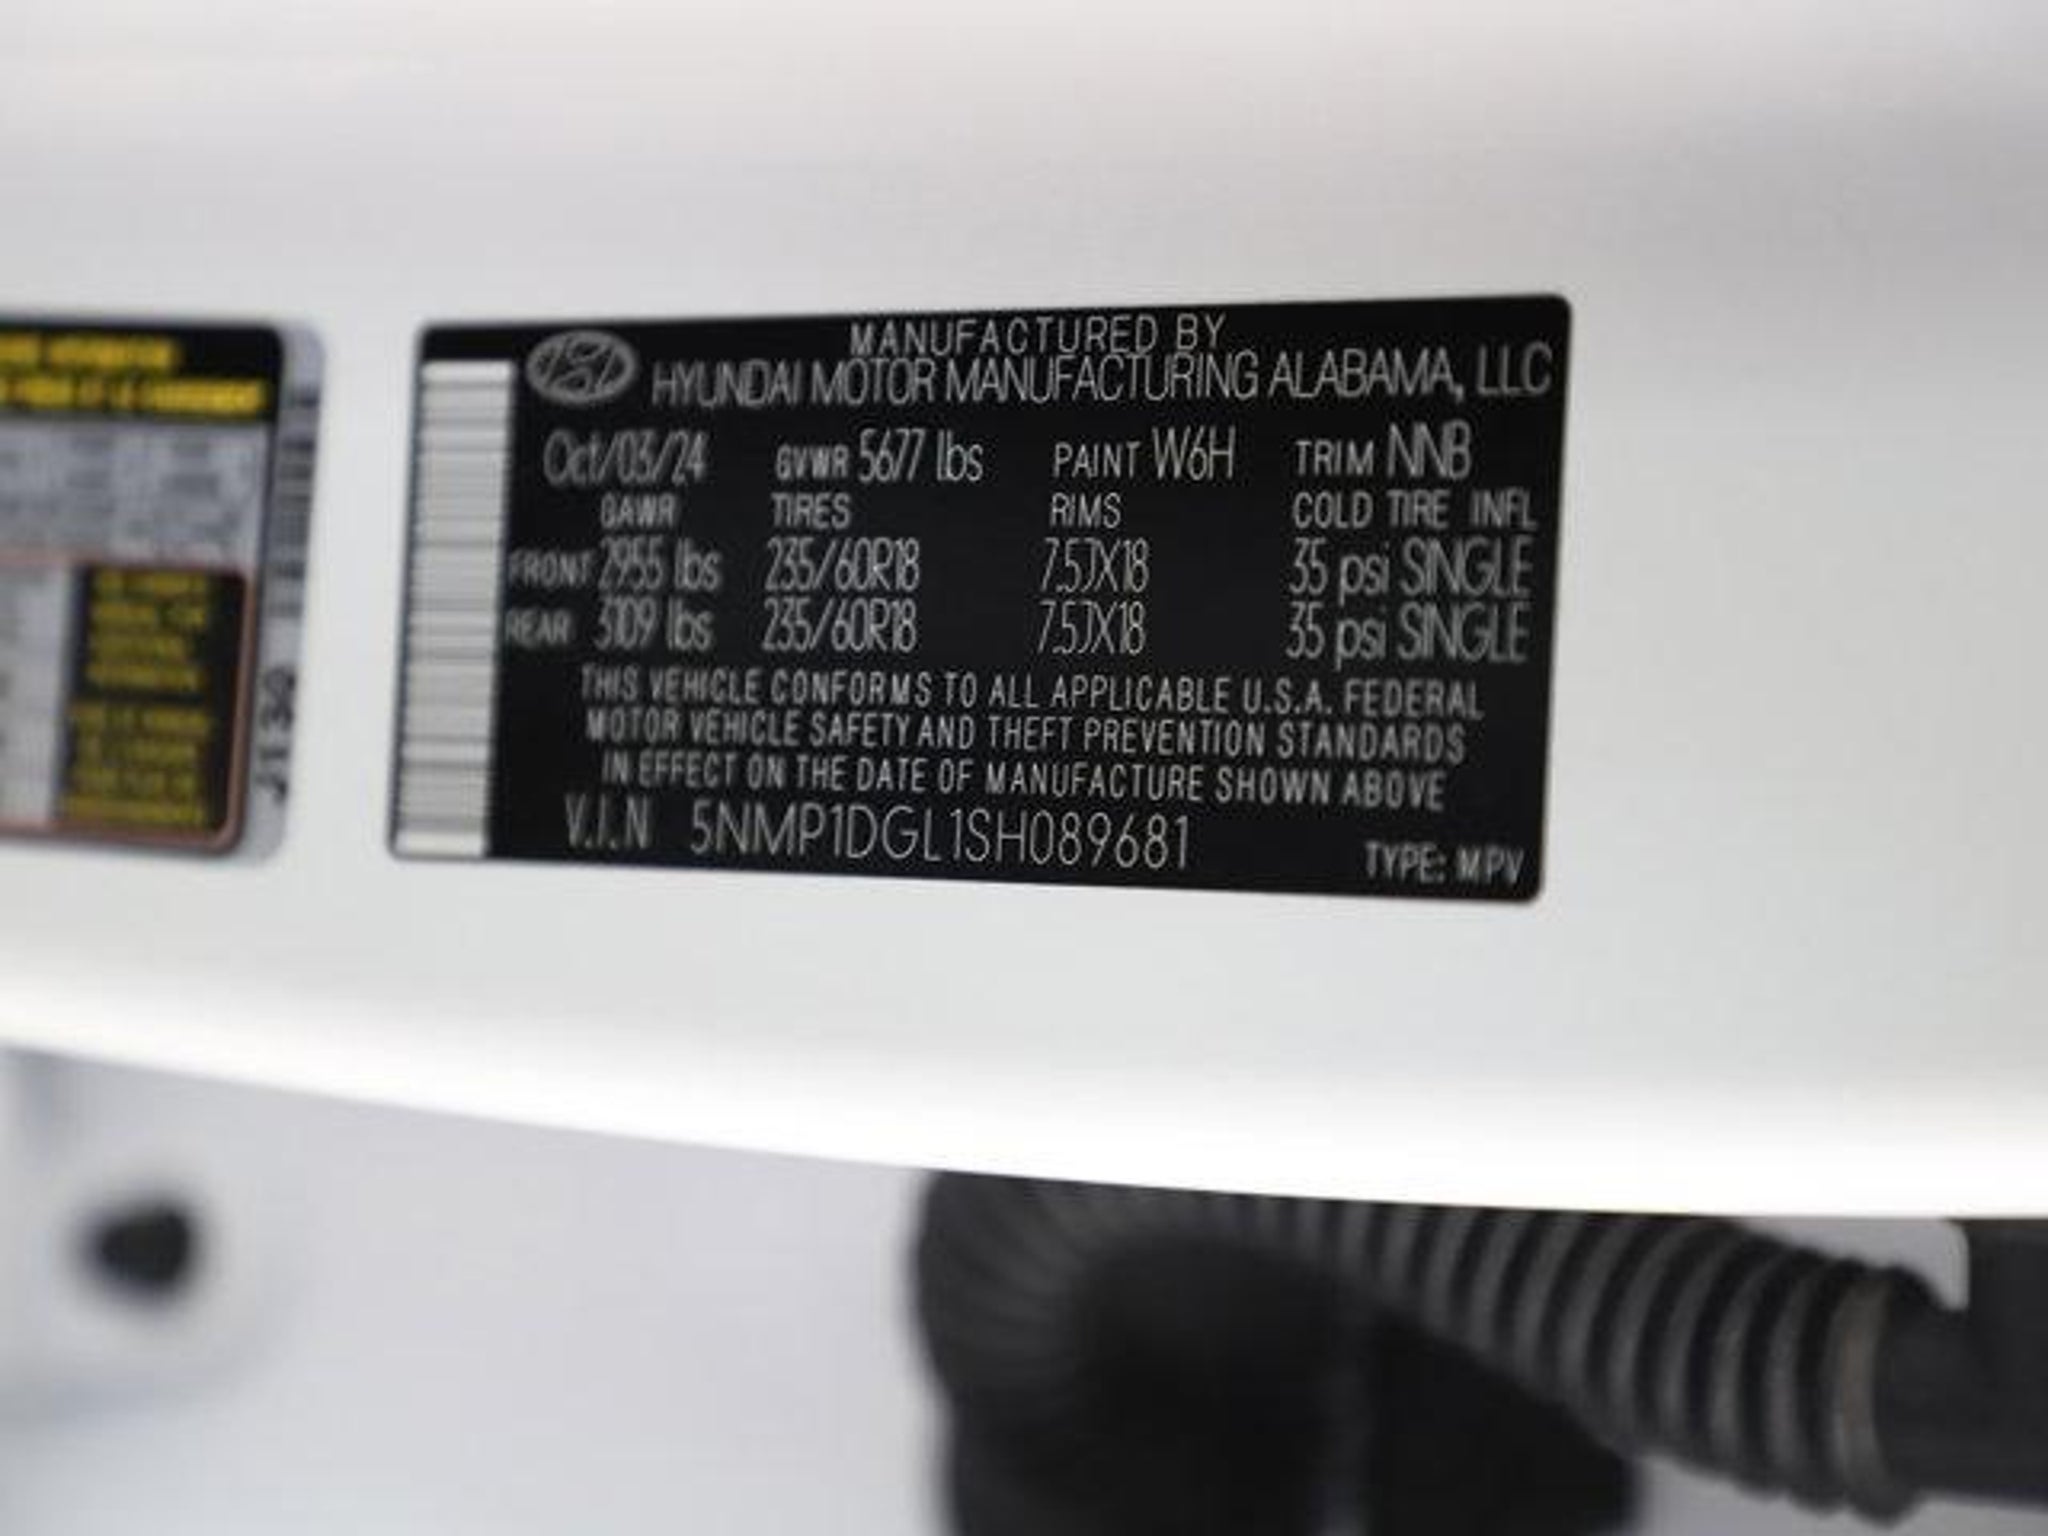 MANUFACTURED BY
HYUNDAI MOTOR MANUFACTURING ALABAMA, LLC
Oct/03/24 GVWR 5677 lbs PAINT W6H TRIM NNB
GAWR TIRES RIMS COLD TIRE INFL
FRONT 2955 lbs 235/60R18 7.5JX18 35 psi SINGLE
REAR 3109 lbs 235/60R18 7.5JX18 35 psi SINGLE
THIS VEHICLE CONFORMS TO ALL APPLICABLE U.S.A. FEDERAL
MOTOR VEHICLE SAFETY AND THEFT PREVENTION STANDARDS
IN EFFECT ON THE DATE OF MANUFACTURE SHOWN ABOVE
V.I.N 5NMP1DGL1SH089681
TYPE: MPV